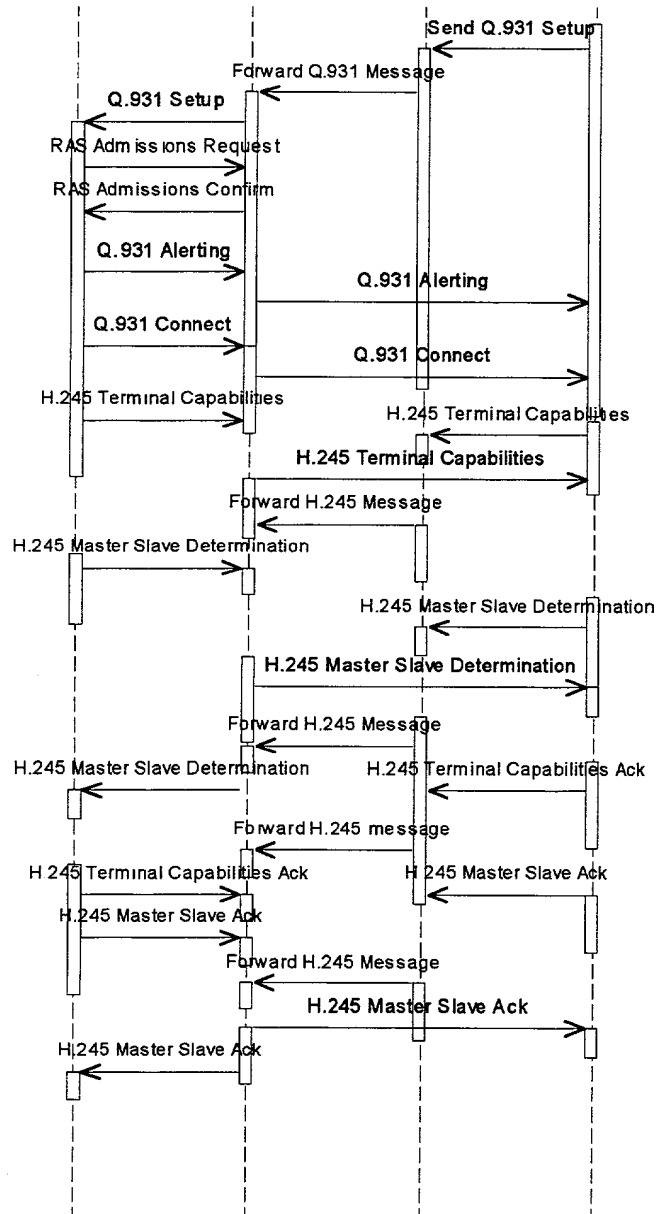 Send Q.931 Setup
Forward Q.931 Message
Q.931 Setup
RAS Admissions Request
RAS Admissions Confirm
Q.931 Alerting
Q.931 Alerting
Q.931 Connect
Q.931 Connect
H.245 Terminal Capabilities
H.245 Terminal Capabilities
H.245 Terminal Capabilities
Forward H.245 Message
H.245 Master Slave Determination
H.245 Master Slave Determination
H.245 Master Slave Determination
Forward H.245 Message
H.245 Master Slave Determination
H.245 Terminal Capabilities Ack
Forward H.245 message
H.245 Terminal Capabilities Ack
H.245 Master Slave Ack
H.245 Master Slave Ack
Forward H.245 Message
H.245 Master Slave Ack
H.245 Master Slave Ack